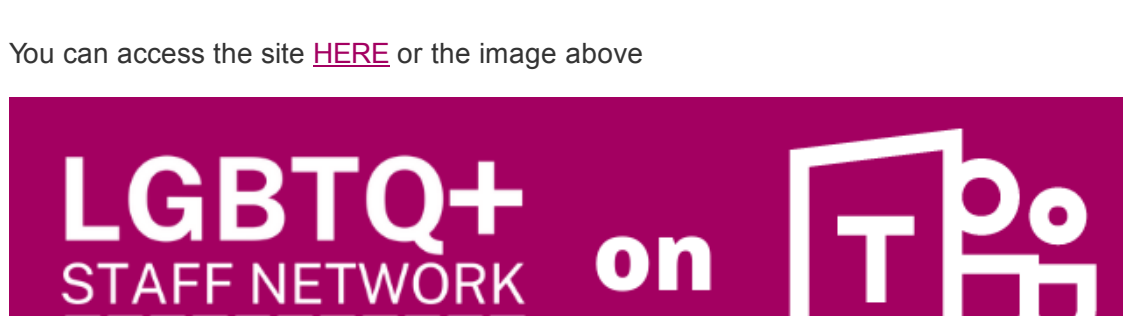 You can access the site HERE or the image above
LGBTQ+
STAFF NETWORK
on
T